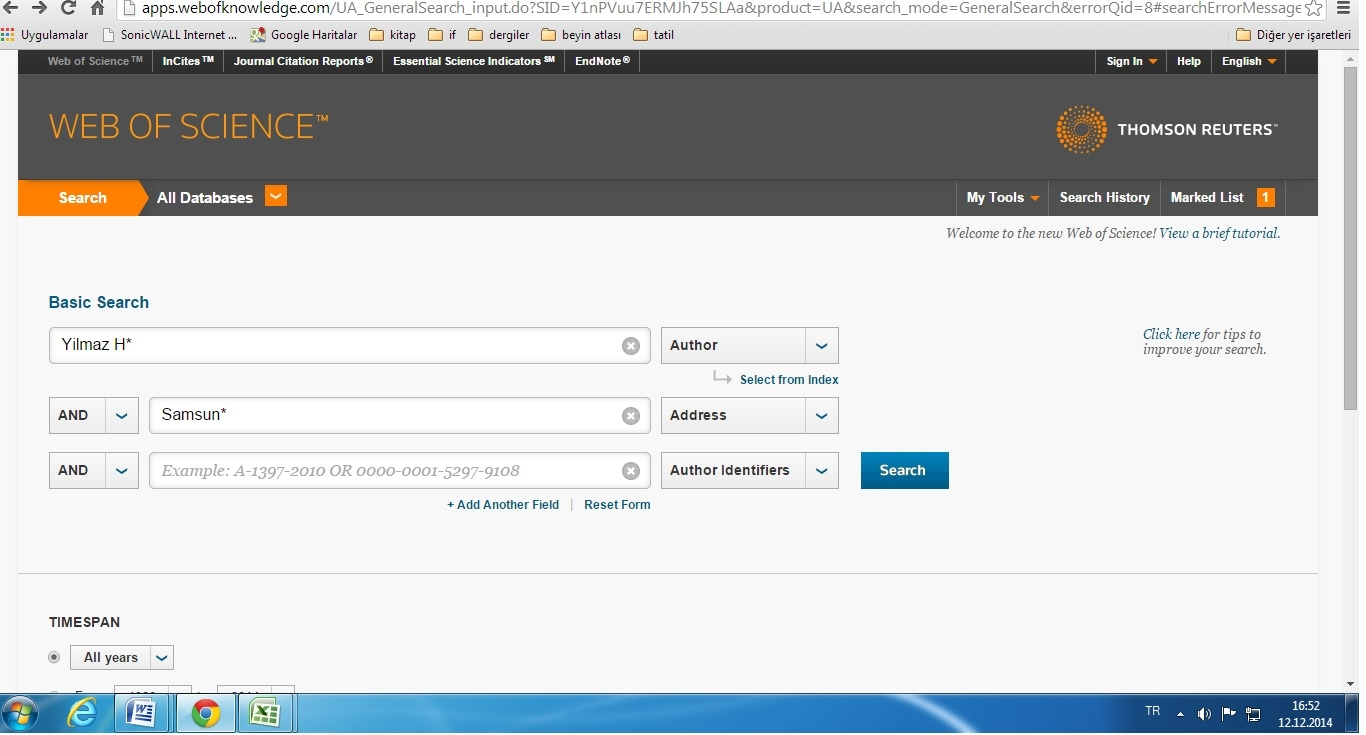 apps.webofknowledge.com/UA_GeneralSearch_input.do?SID=Y1nPVuu7ERMJh75SLAa&product=UA&search_mode=GeneralSearch&errorQid=8#searchErrorMessage
Uygulamalar SonicWALL Internet ... Google Haritalar kitap if dergiler beyin atlası tatil Diğer yer işaretleri
Web of Science™ InCites™ Journal Citation Reports® Essential Science Indicators℠ EndNote® Sign In Help English
WEB OF SCIENCE™
THOMSON REUTERS™
Search All Databases My Tools Search History Marked List 1
Welcome to the new Web of Science! View a brief tutorial.
Basic Search
Yilmaz H* Author
Click here for tips to
improve your search.
Select from Index
AND Samsun* Address
AND Example: A-1397-2010 OR 0000-0001-5297-9108 Author Identifiers Search
+ Add Another Field | Reset Form
TIMESPAN
All years
TR 16:52
12.12.2014